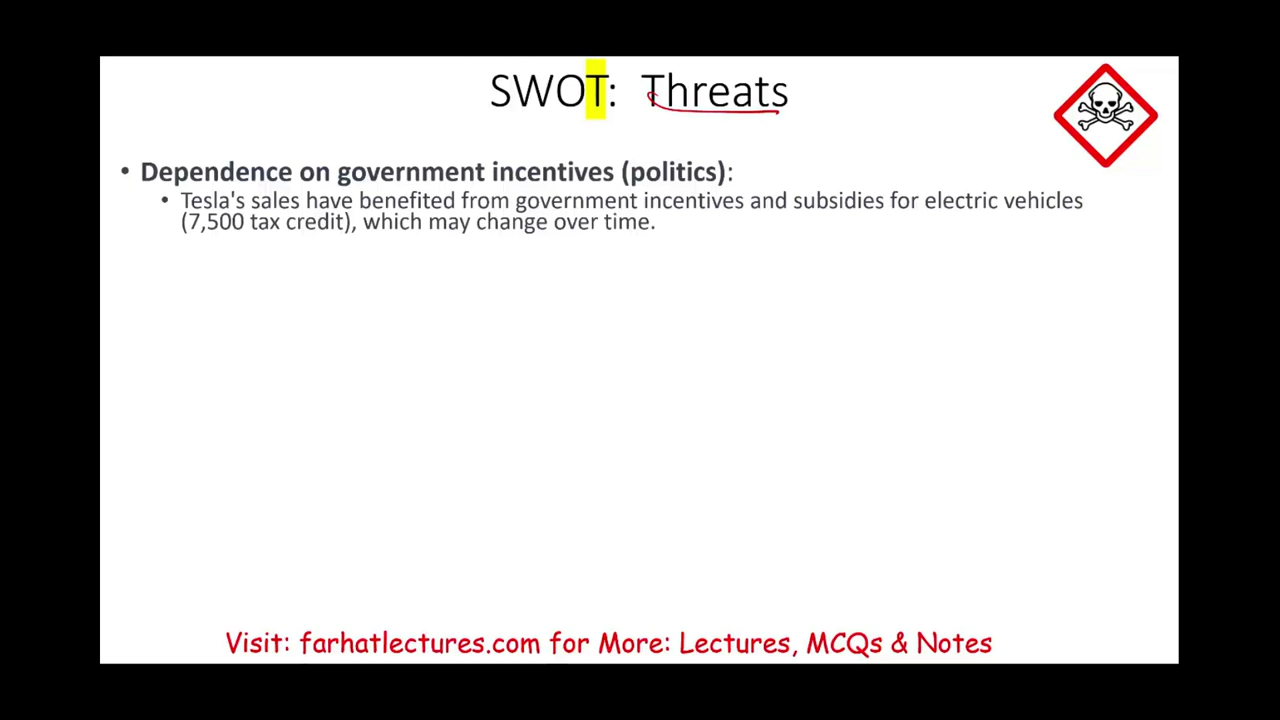 SWOT: Threats
• Dependence on government incentives (politics):
• Tesla's sales have benefited from government incentives and subsidies for electric vehicles
(7,500 tax credit), which may change over time.
Visit: farhatlectures.com for More: Lectures, MCQs & Notes